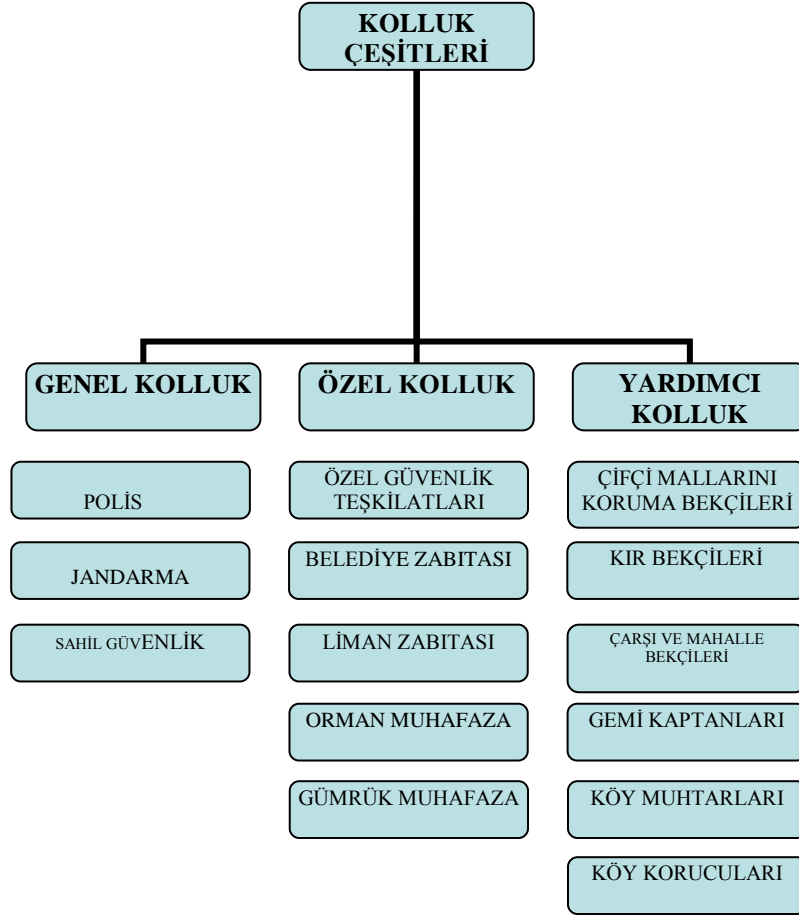 KOLLUK
ÇEŞİTLERİ
GENEL KOLLUK
POLİS
JANDARMA
SAHİL GÜVENLİK
ÖZEL KOLLUK
ÖZEL GÜVENLİK
TEŞKİLATLARI
BELEDİYE ZABITASI
LİMAN ZABITASI
ORMAN MUHAFAZA
GÜMRÜK MUHAFAZA
YARDIMCI
KOLLUK
ÇİFÇİ MALLARINI
KORUMA BEKÇİLERİ
KIR BEKÇİLERİ
ÇARŞI VE MAHALLE
BEKÇİLERİ
GEMİ KAPTANLARI
KÖY MUHTARLARI
KÖY KORUCULARI